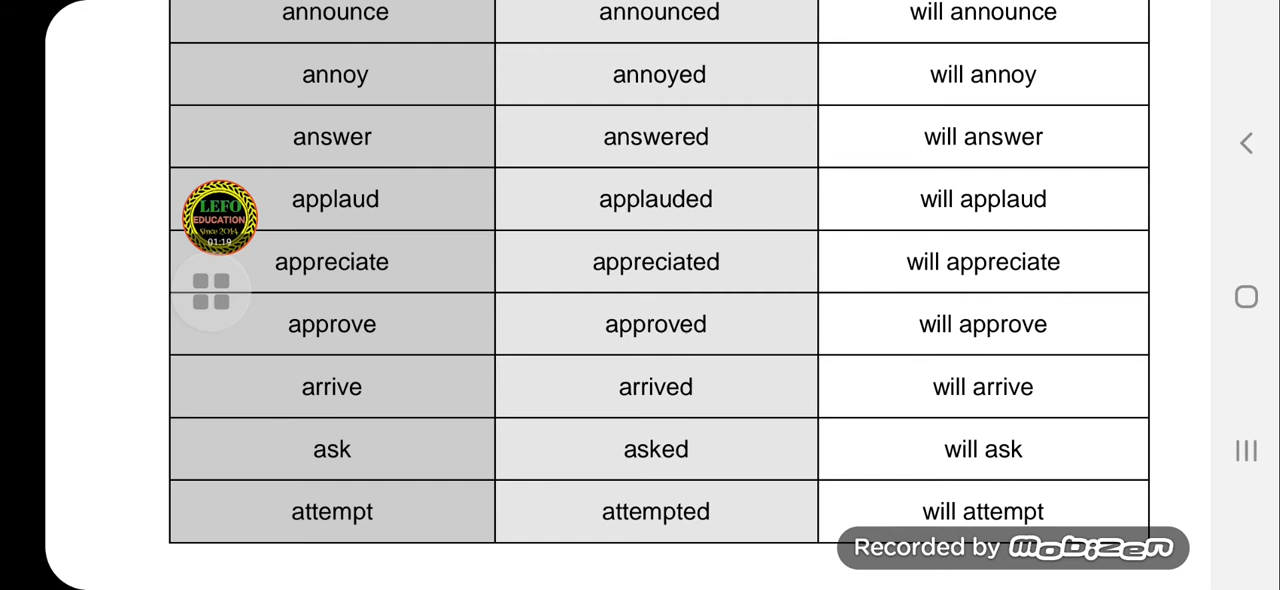 announce announced will announce
annoy annoyed will annoy
answer answered will answer
applaud applauded will applaud
LEFO
EDUCATION
Since 2014
01:19
appreciate appreciated will appreciate
approve approved will approve
arrive arrived will arrive
ask asked will ask
attempt attempted will attempt
Recorded by mobizen